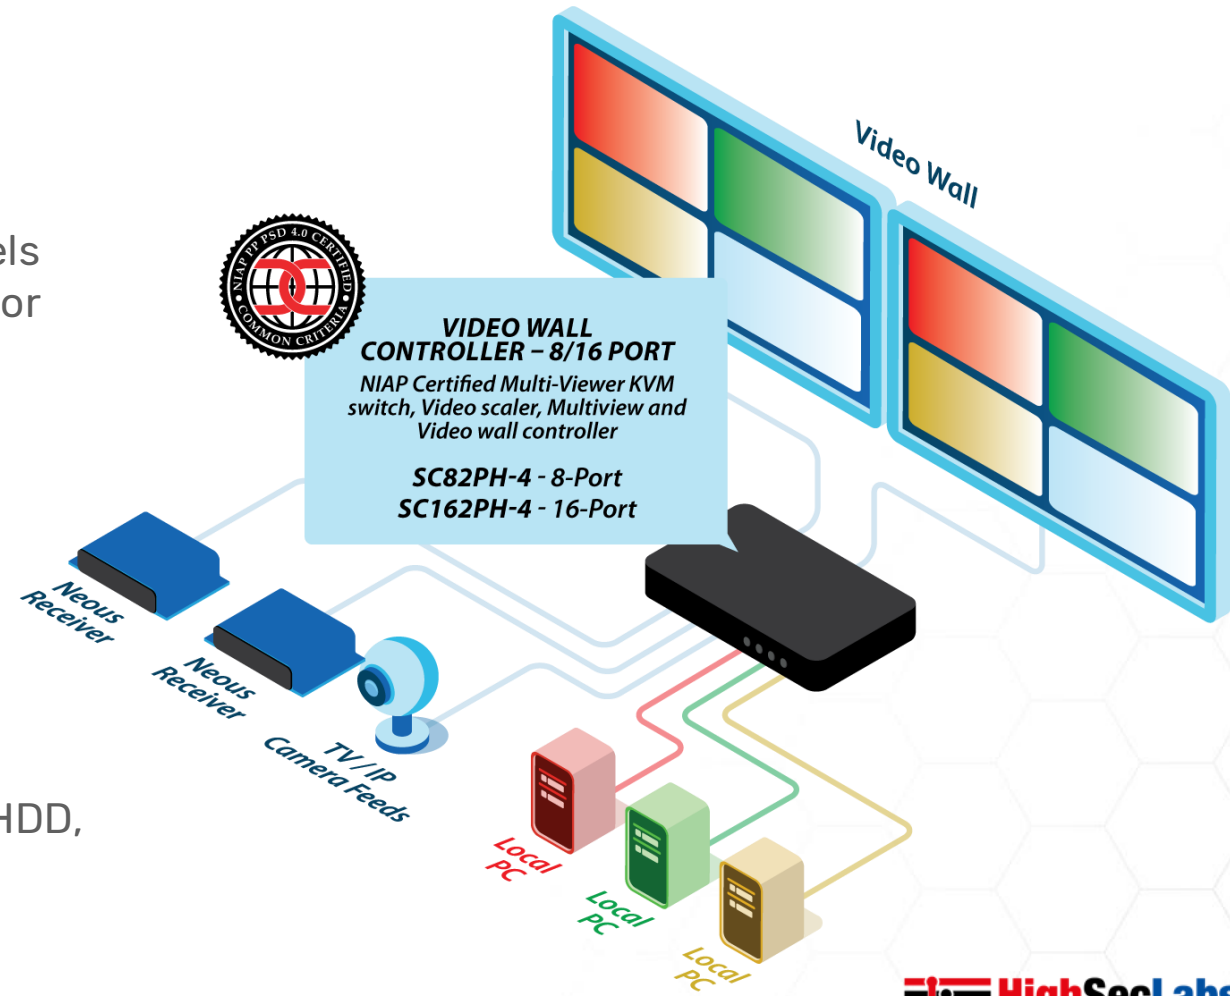 Video Wall
els
or
NIAP PP PSD 4.0 CERTIFIED
COMMON CRITERIA
VIDEO WALL
CONTROLLER – 8/16 PORT
NIAP Certified Multi-Viewer KVM
switch, Video scaler, Multiview and
Video wall controller
SC82PH-4 - 8-Port
SC162PH-4 - 16-Port
Neous
Receiver
Neous
Receiver
TV/IP
Camera Feeds
HDD,
Local
PC
Local
PC
Local
PC
HighSecLabs